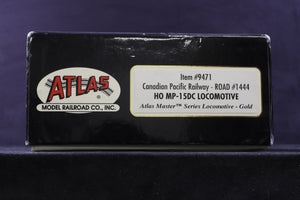 ATLAS
MODEL RAILROAD CO., INC.
Item #9471
Canadian Pacific Railway - ROAD #1444
HO MP-15DC LOCOMOTIVE
Atlas Master™ Series Locomotive - Gold